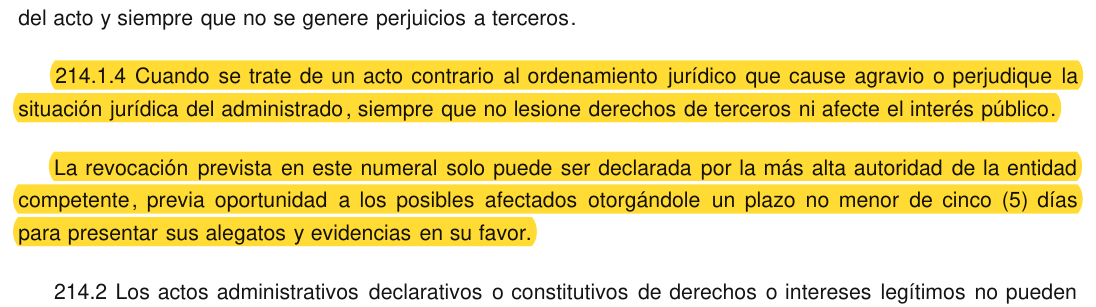 del acto y siempre que no se genere perjuicios a terceros.
214.1.4 Cuando se trate de un acto contrario al ordenamiento jurídico que cause agravio o perjudique la
situación jurídica del administrado, siempre que no lesione derechos de terceros ni afecte el interés público.
La revocación prevista en este numeral solo puede ser declarada por la más alta autoridad de la entidad
competente, previa oportunidad a los posibles afectados otorgándole un plazo no menor de cinco (5) días
para presentar sus alegatos y evidencias en su favor.
214.2 Los actos administrativos declarativos o constitutivos de derechos o intereses legítimos no pueden